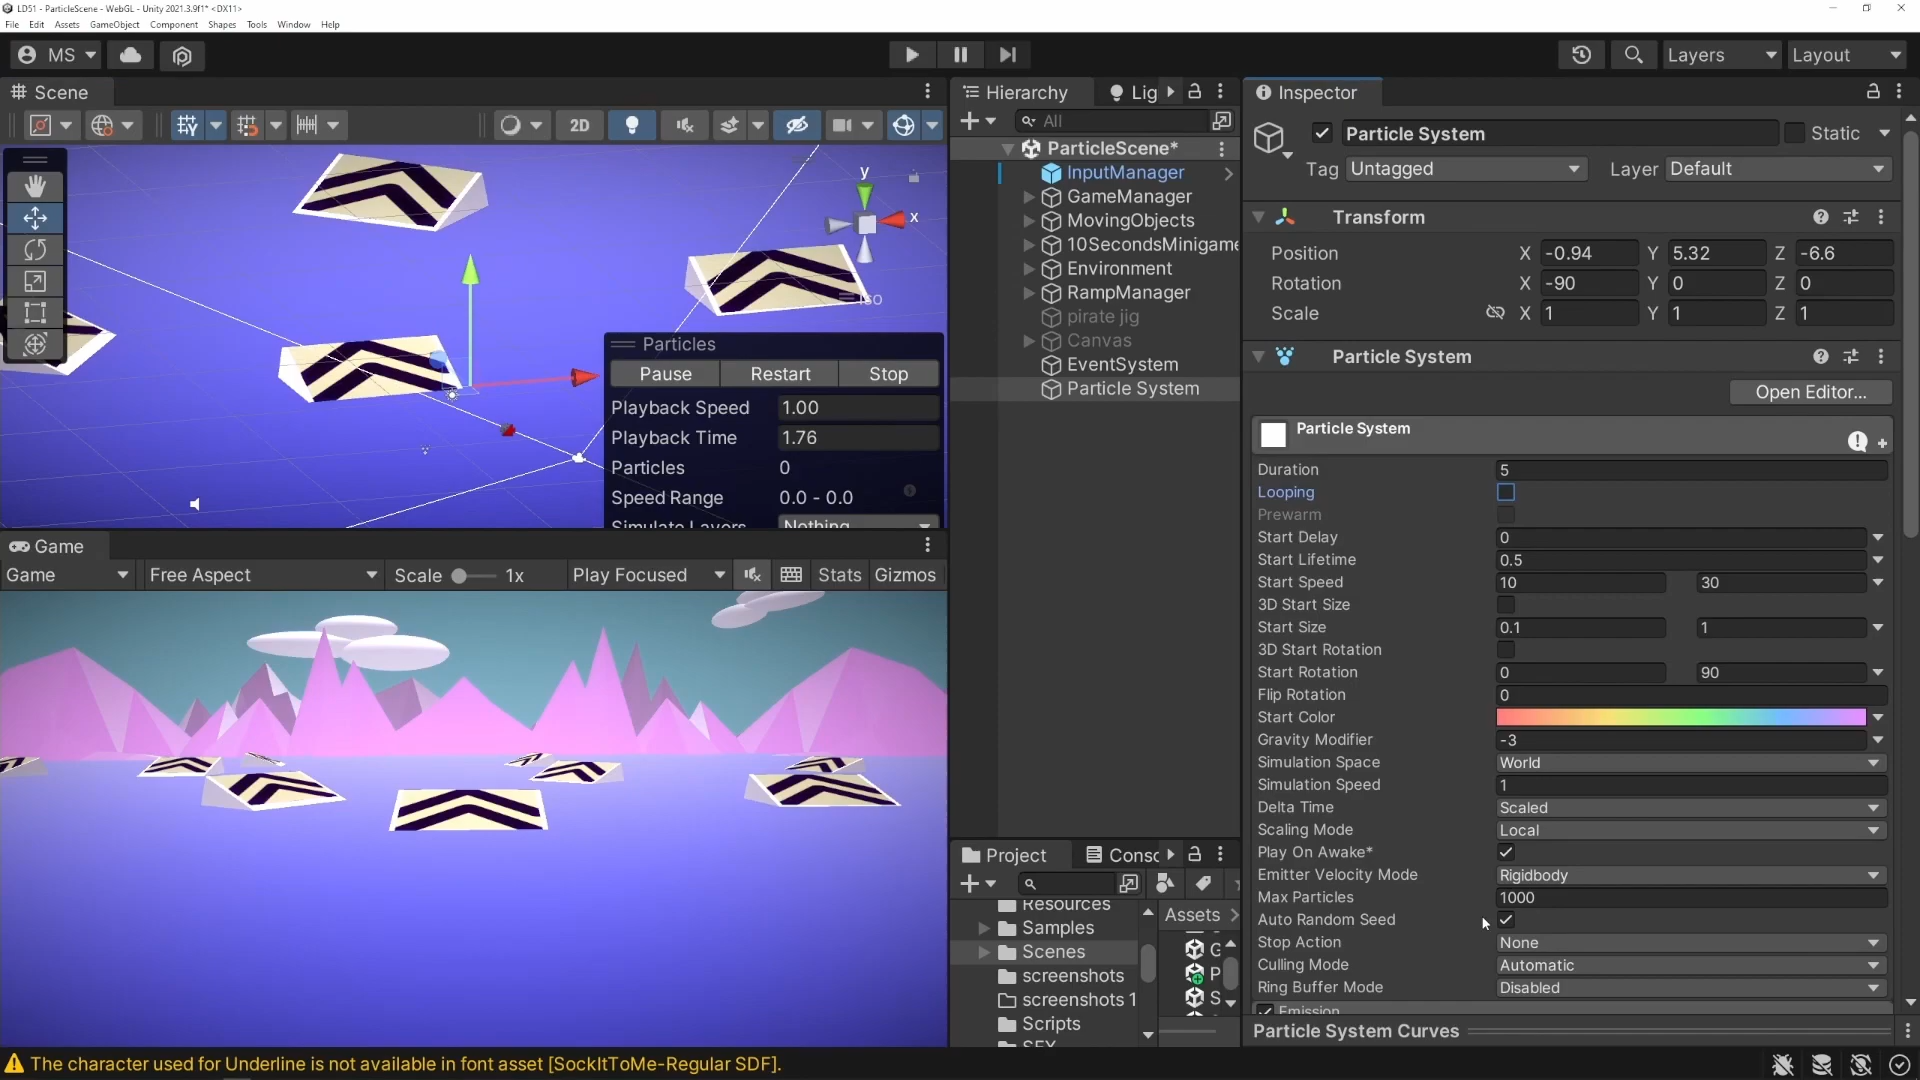 LD51 - ParticleScene - WebGL - Unity 2021.3.9f1* <DX11>
File Edit Assets GameObject Component Shapes Tools Window Help
MS
Layers
Layout
Scene
2D
y
x
Iso
Particles
Pause Restart Stop
Playback Speed 1.00
Playback Time 1.76
Particles 0
Speed Range 0.0 - 0.0
Simulate Layers Nothing
Game
Game Free Aspect Scale 1x Play Focused Stats Gizmos
Hierarchy Lig
All
ParticleScene*
InputManager
GameManager
MovingObjects
10SecondsMinigame
Environment
RampManager
pirate jig
Canvas
EventSystem
Particle System
Project Conso
Resources
Samples
Scenes
screenshots
screenshots 1
Scripts
SFX
Assets
G
P
S
Inspector
Particle System Static
Tag Untagged Layer Default
Transform
Position X -0.94 Y 5.32 Z -6.6
Rotation X -90 Y 0 Z 0
Scale X 1 Y 1 Z 1
Particle System
Open Editor...
Particle System
Duration 5
Looping
Prewarm
Start Delay 0
Start Lifetime 0.5
Start Speed 10 30
3D Start Size
Start Size 0.1 1
3D Start Rotation
Start Rotation 0 90
Flip Rotation 0
Start Color
Gravity Modifier -3
Simulation Space World
Simulation Speed 1
Delta Time Scaled
Scaling Mode Local
Play On Awake*
Emitter Velocity Mode Rigidbody
Max Particles 1000
Auto Random Seed
Stop Action None
Culling Mode Automatic
Ring Buffer Mode Disabled
Emission
Particle System Curves
The character used for Underline is not available in font asset [SockItToMe-Regular SDF].